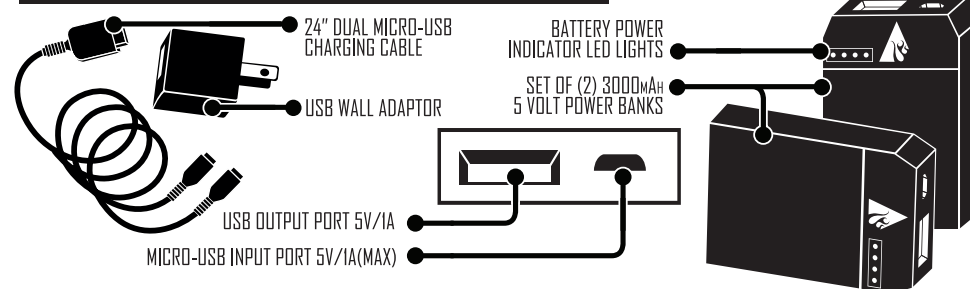 24" DUAL MICRO-USB
CHARGING CABLE
USB WALL ADAPTOR
BATTERY POWER
INDICATOR LED LIGHTS
SET OF (2) 3000MAH
5 VOLT POWER BANKS
USB OUTPUT PORT 5V/1A
MICRO-USB INPUT PORT 5V/1A(MAX)